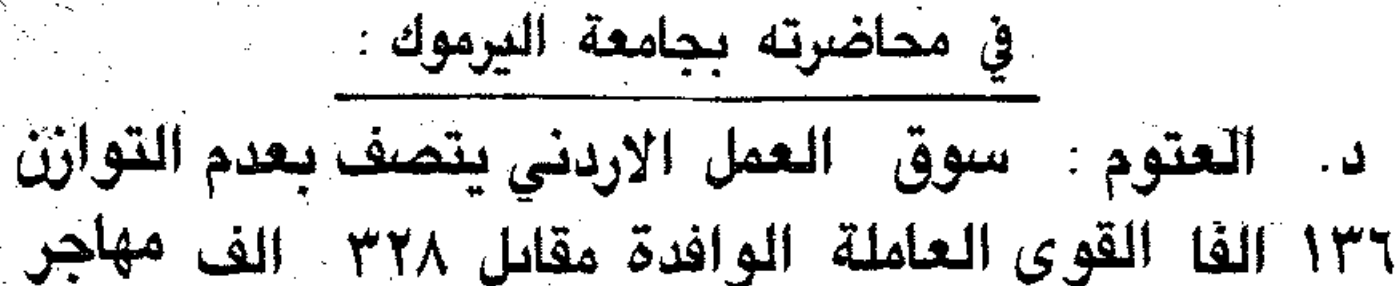 في محاضرته بجامعة اليرموك :
د. العتوم : سوق العمل الاردني يتصف بعدم التوازن
١٣٦ الفا القوى العاملة الوافدة مقابل ٣٢٨ الف مهاجر